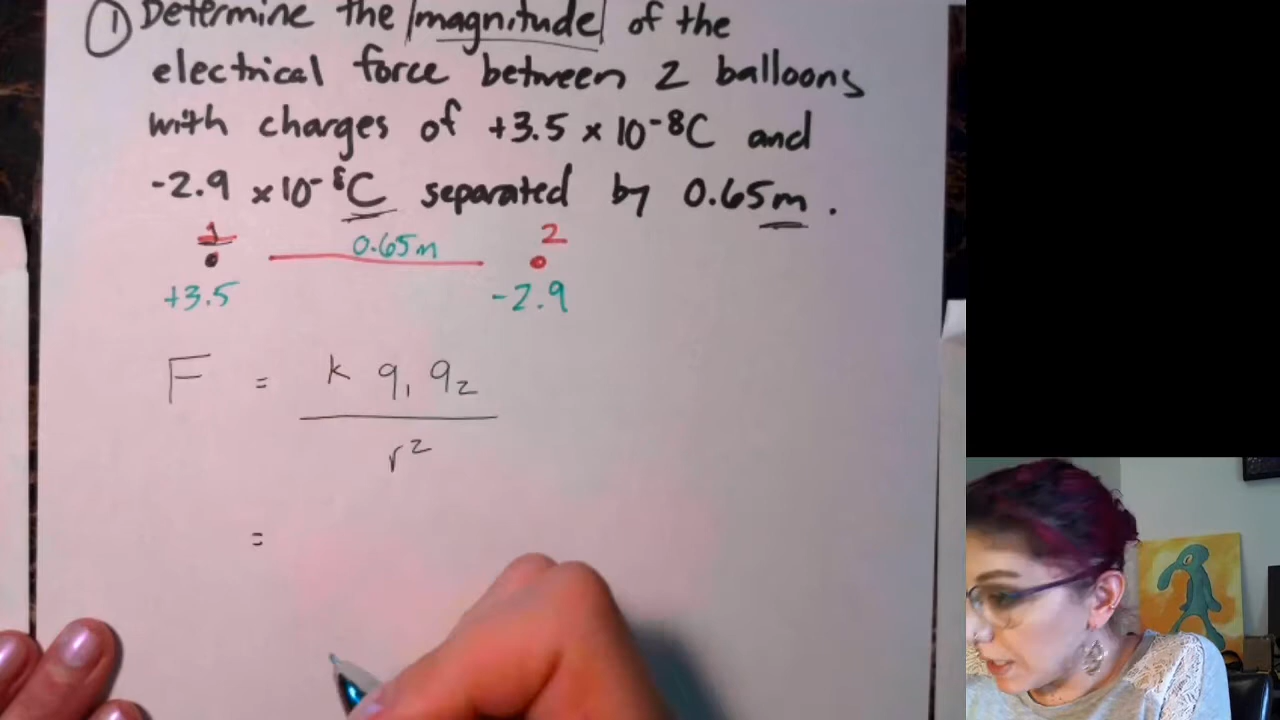 ① Determine the magnitude of the
electrical force between 2 balloons
with charges of +3.5 × 10⁻⁸C and
-2.9 × 10⁻⁸C separated by 0.65m.
1 0.65m 2
+3.5 -2.9
F = k q₁ q₂
r²
=